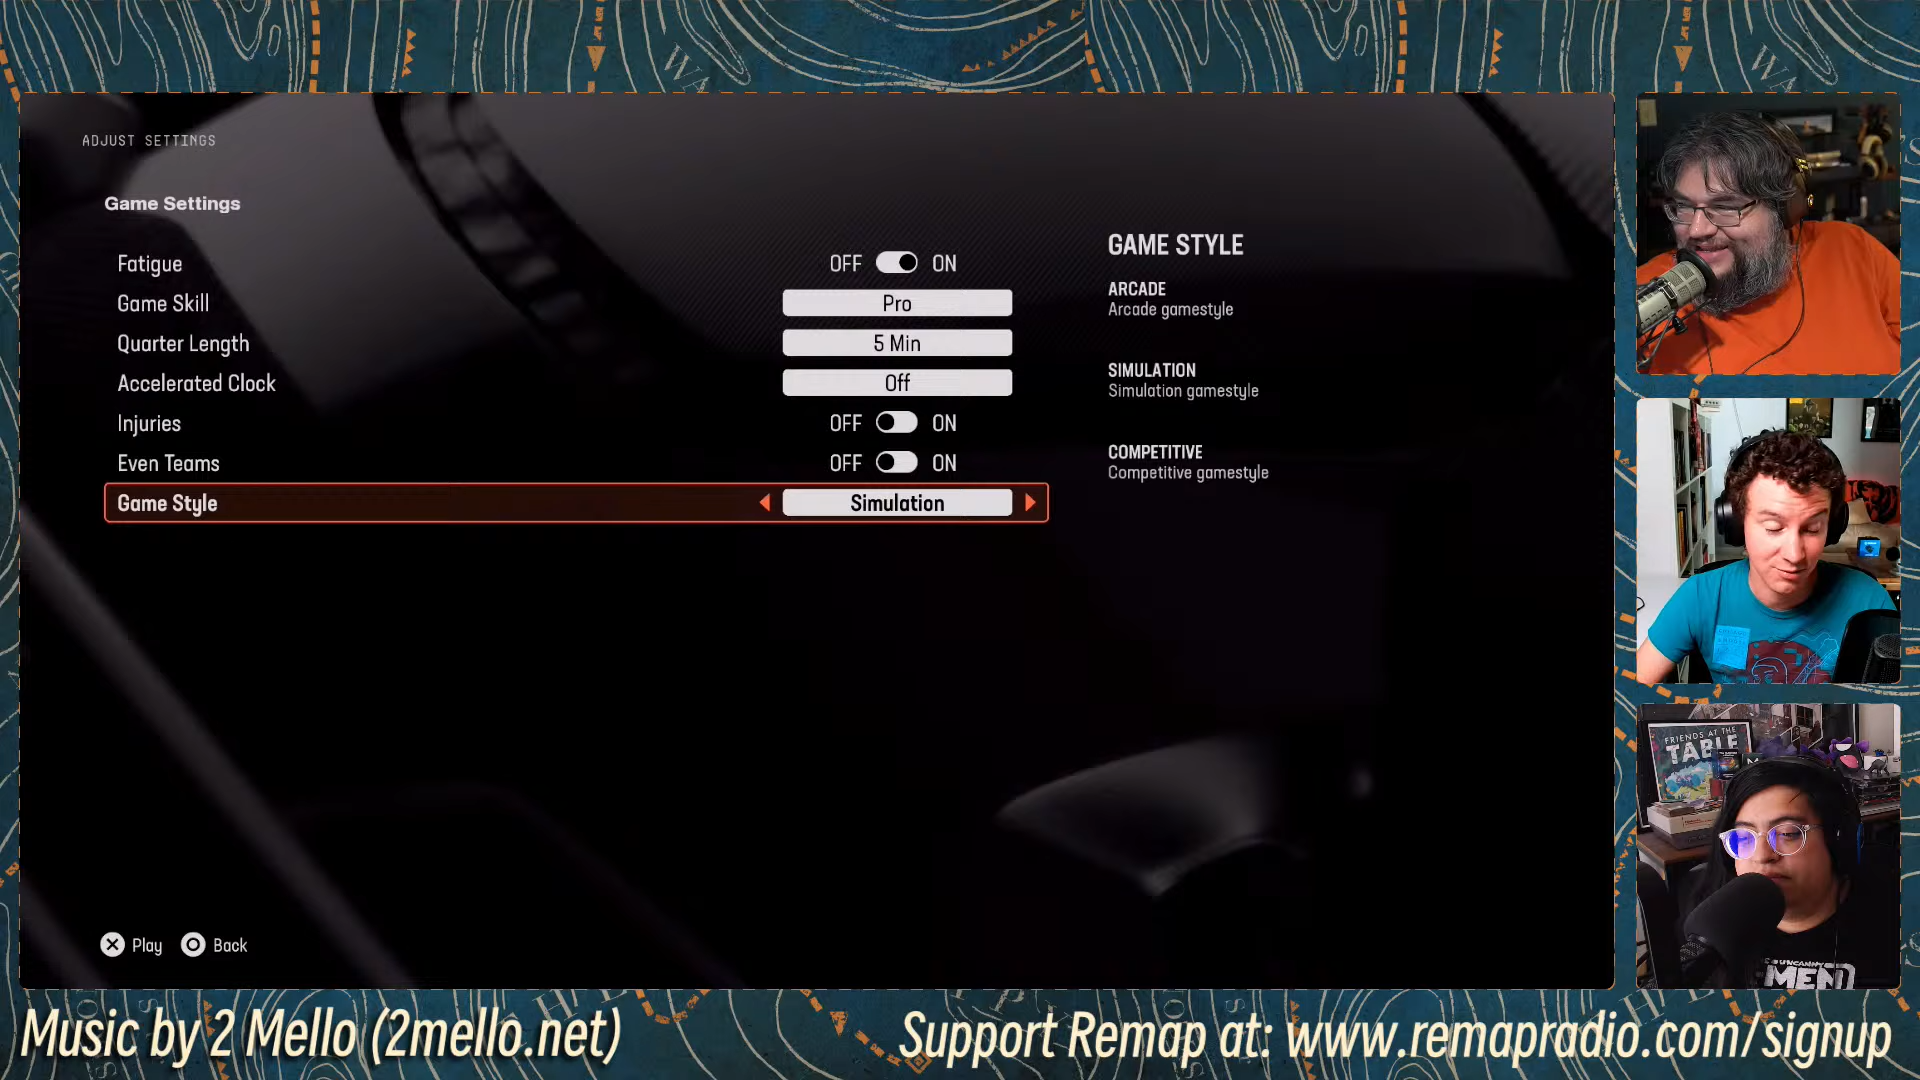 ADJUST SETTINGS
Game Settings
Fatigue OFF ON
Game Skill Pro
Quarter Length 5 Min
Accelerated Clock Off
Injuries OFF ON
Even Teams OFF ON
Game Style Simulation
GAME STYLE
ARCADE
Arcade gamestyle
SIMULATION
Simulation gamestyle
COMPETITIVE
Competitive gamestyle
Play Back
FRIENDS AT THE
TABLE
UNCANNY
MEN
Music by 2 Mello (2mello.net)
Support Remap at: www.remapradio.com/signup